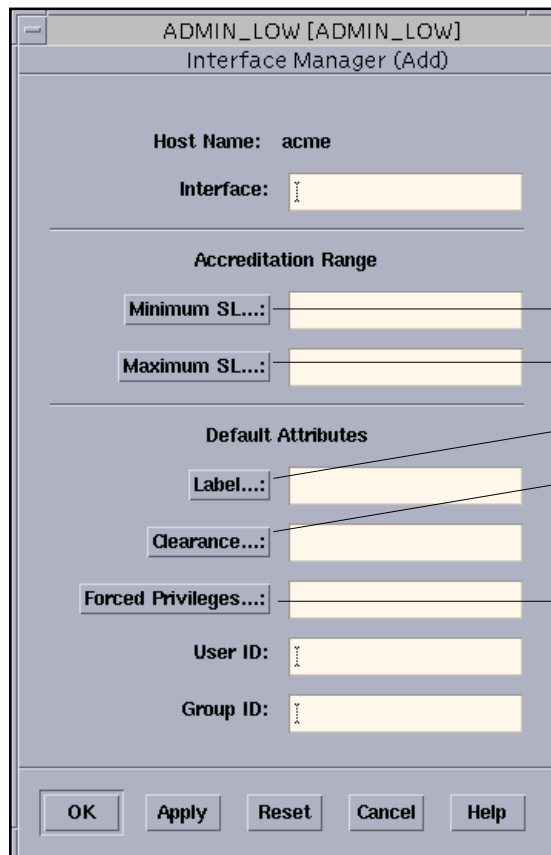 ADMIN_LOW [ADMIN_LOW]
Interface Manager (Add)
Host Name: acme
Interface:
Accreditation Range
Minimum SL...:
Maximum SL...:
Default Attributes
Label...:
Clearance...:
Forced Privileges...:
User ID:
Group ID:
OK Apply Reset Cancel Help